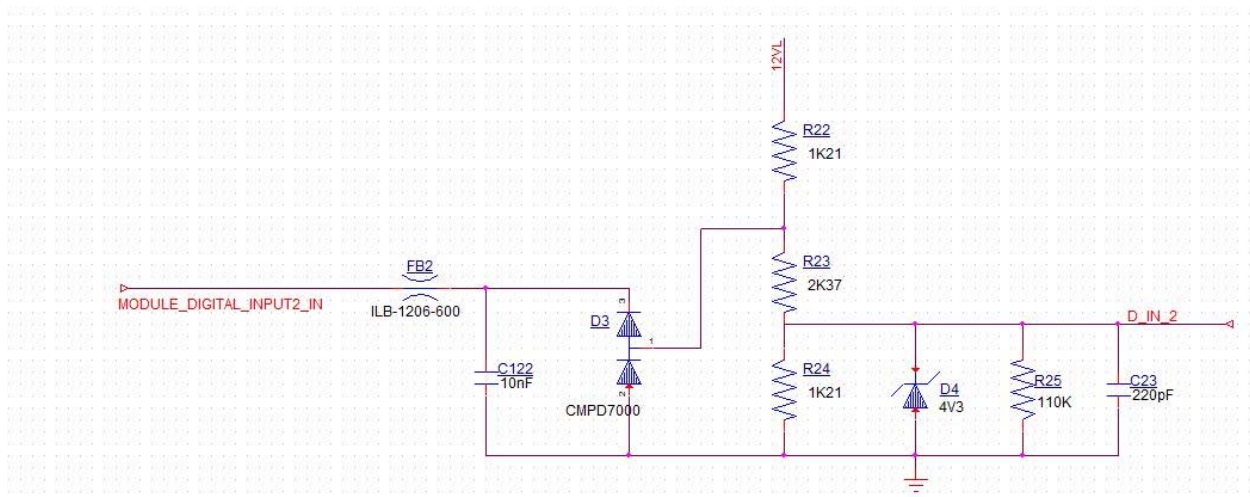 12VL
R22
1K21
FB2
R23
2K37
MODULE_DIGITAL_INPUT2_IN
ILB-1206-600
3
D3
D_IN_2
1
C122
10nF
R24
1K21
D4
4V3
R25
110K
C23
220pF
2
CMPD7000